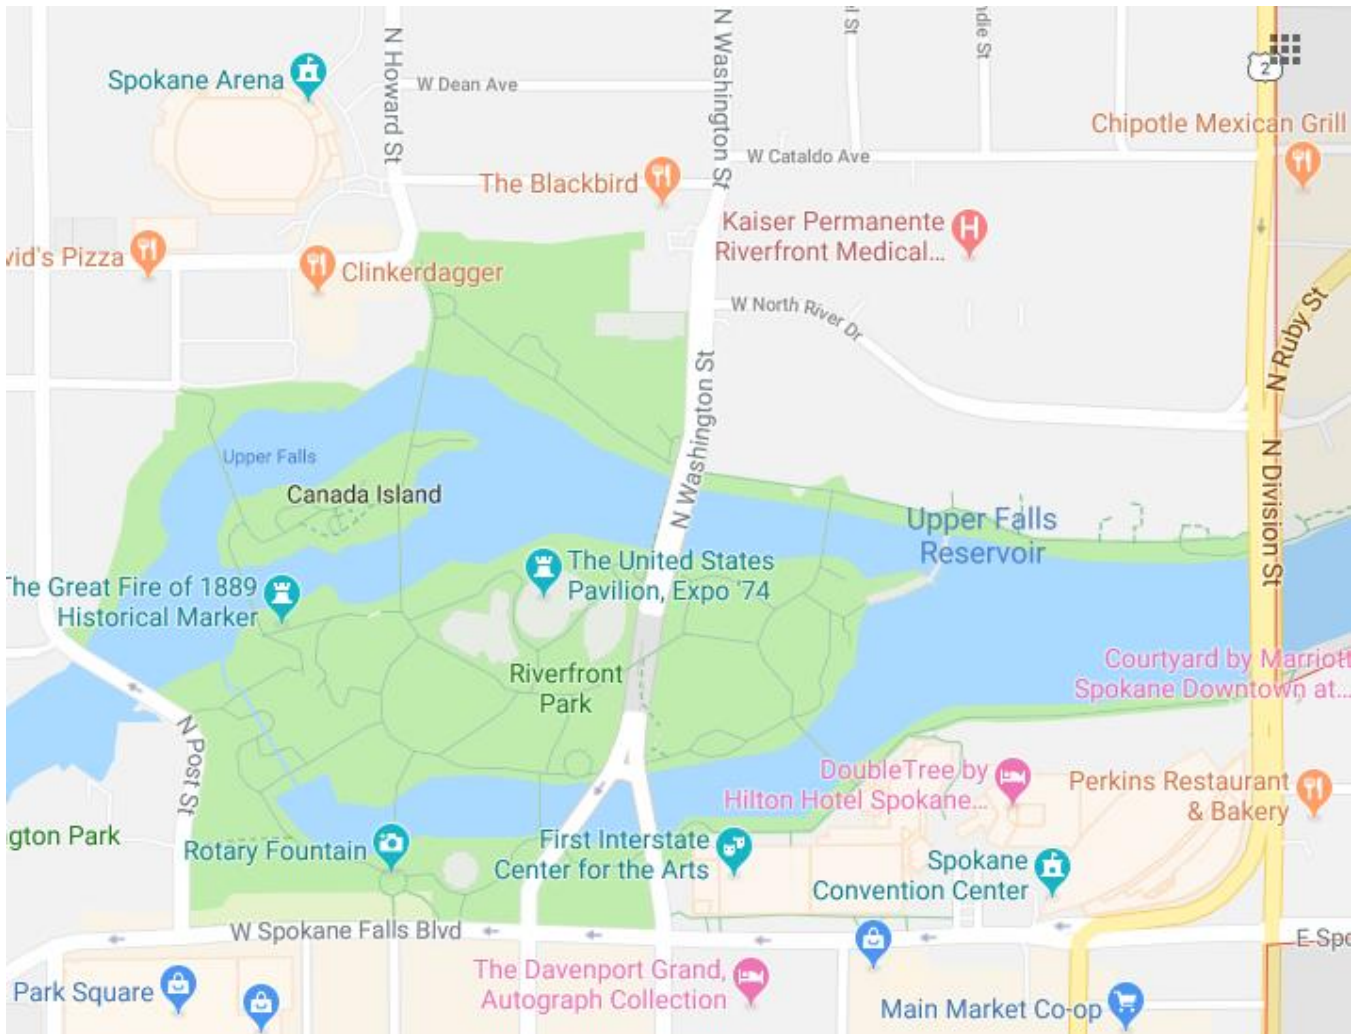 N Howard St
N Washington St
Spokane Arena
W Dean Ave
2
Chipotle Mexican Grill
W Cataldo Ave
The Blackbird
Kaiser Permanente
Riverfront Medical...
vid's Pizza
Clinkerdagger
W North River Dr
N Ruby St
N Washington St
Upper Falls
Canada Island
N Division St
Upper Falls
Reservoir
The United States
Pavilion, Expo '74
The Great Fire of 1889
Historical Marker
Riverfront
Park
Courtyard by Marriott
Spokane Downtown at...
N Post St
DoubleTree by
Hilton Hotel Spokane...
Perkins Restaurant
& Bakery
gton Park
Rotary Fountain
First Interstate
Center for the Arts
Spokane
Convention Center
W Spokane Falls Blvd
E Spo
The Davenport Grand,
Autograph Collection
Park Square
Main Market Co-op